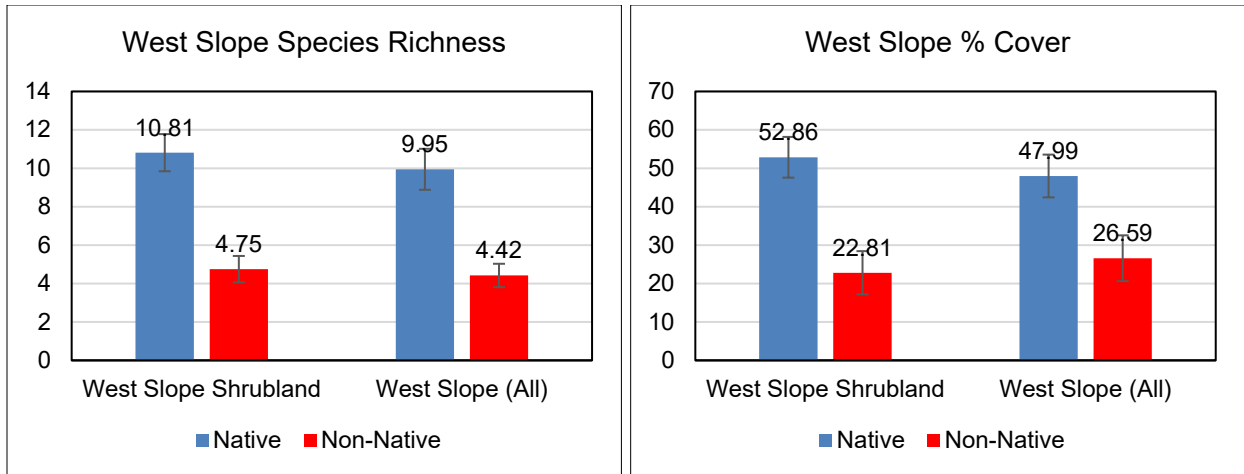 West Slope Species Richness
14
12
10
8
6
4
2
0
10.81
4.75
9.95
4.42
West Slope Shrubland
West Slope (All)
Native
Non-Native
West Slope % Cover
70
60
50
40
30
20
10
0
52.86
22.81
47.99
26.59
West Slope Shrubland
West Slope (All)
Native
Non-Native